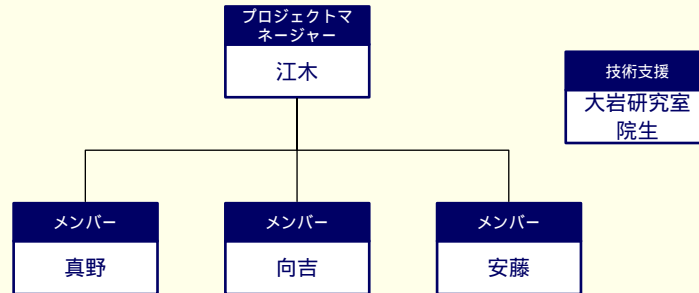 プロジェクトマ
ネージャー
江木
技術支援
大岩研究室
院生
メンバー
真野
メンバー
向吉
メンバー
安藤